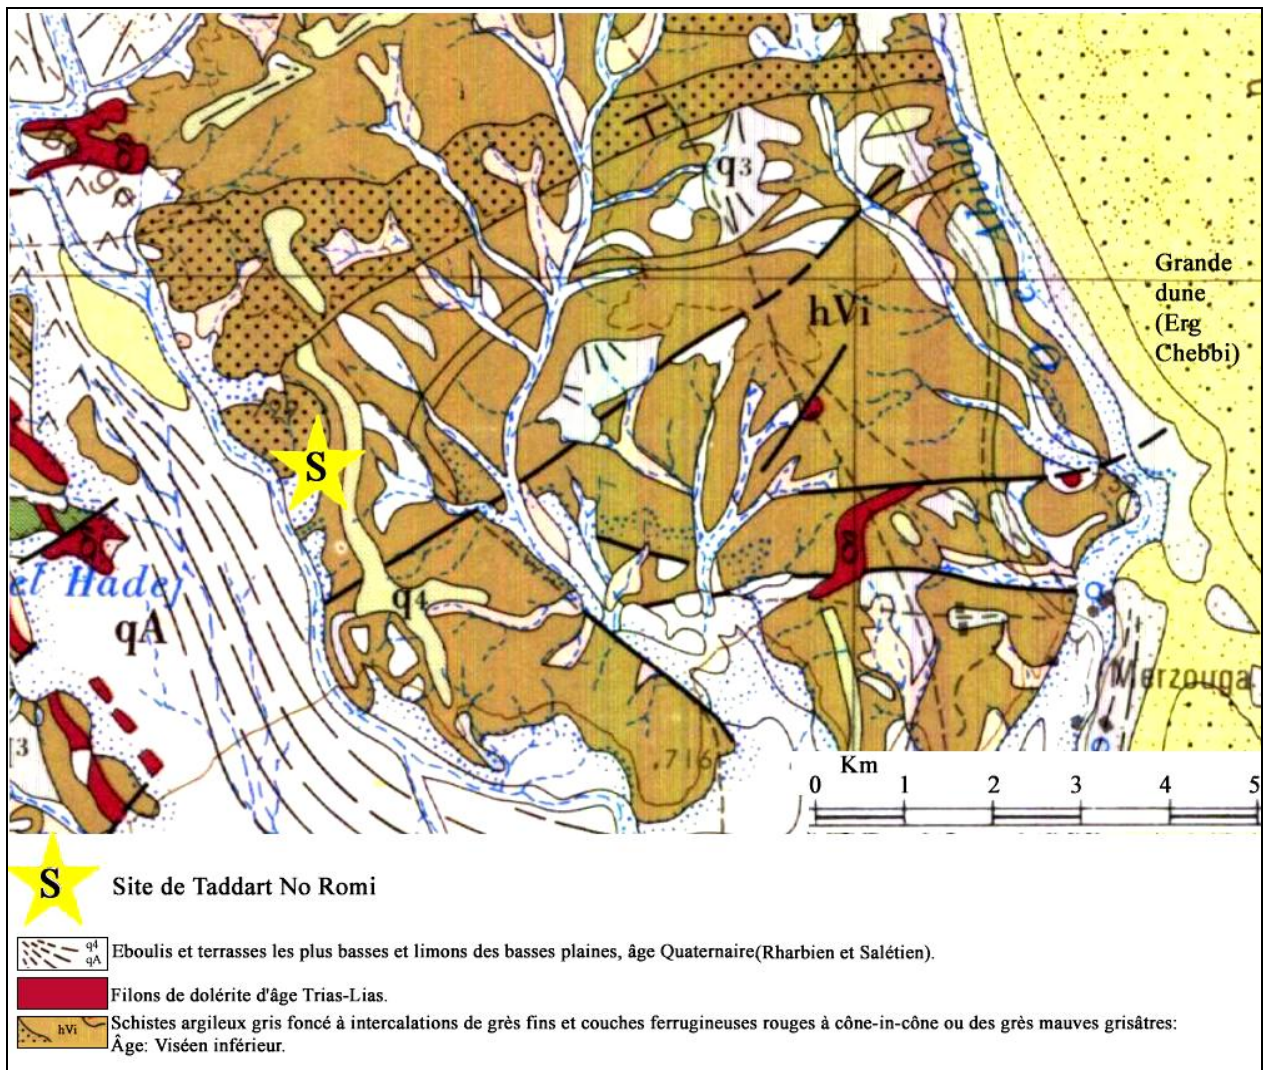 q3
Grande
dune
(Erg
Chebbi)
hVi
el Hadej
qA
q4
Merzouga
3
.716
Km
0 1 2 3 4 5
S
S Site de Taddart No Romi
q4
qA
Eboulis et terrasses les plus basses et limons des basses plaines, âge Quaternaire(Rharbien et Salétien).
Filons de dolérite d'âge Trias-Lias.
hVi
Schistes argileux gris foncé à intercalations de grès fins et couches ferrugineuses rouges à cône-in-cône ou des grès mauves grisâtres:
Âge: Viséen inférieur.